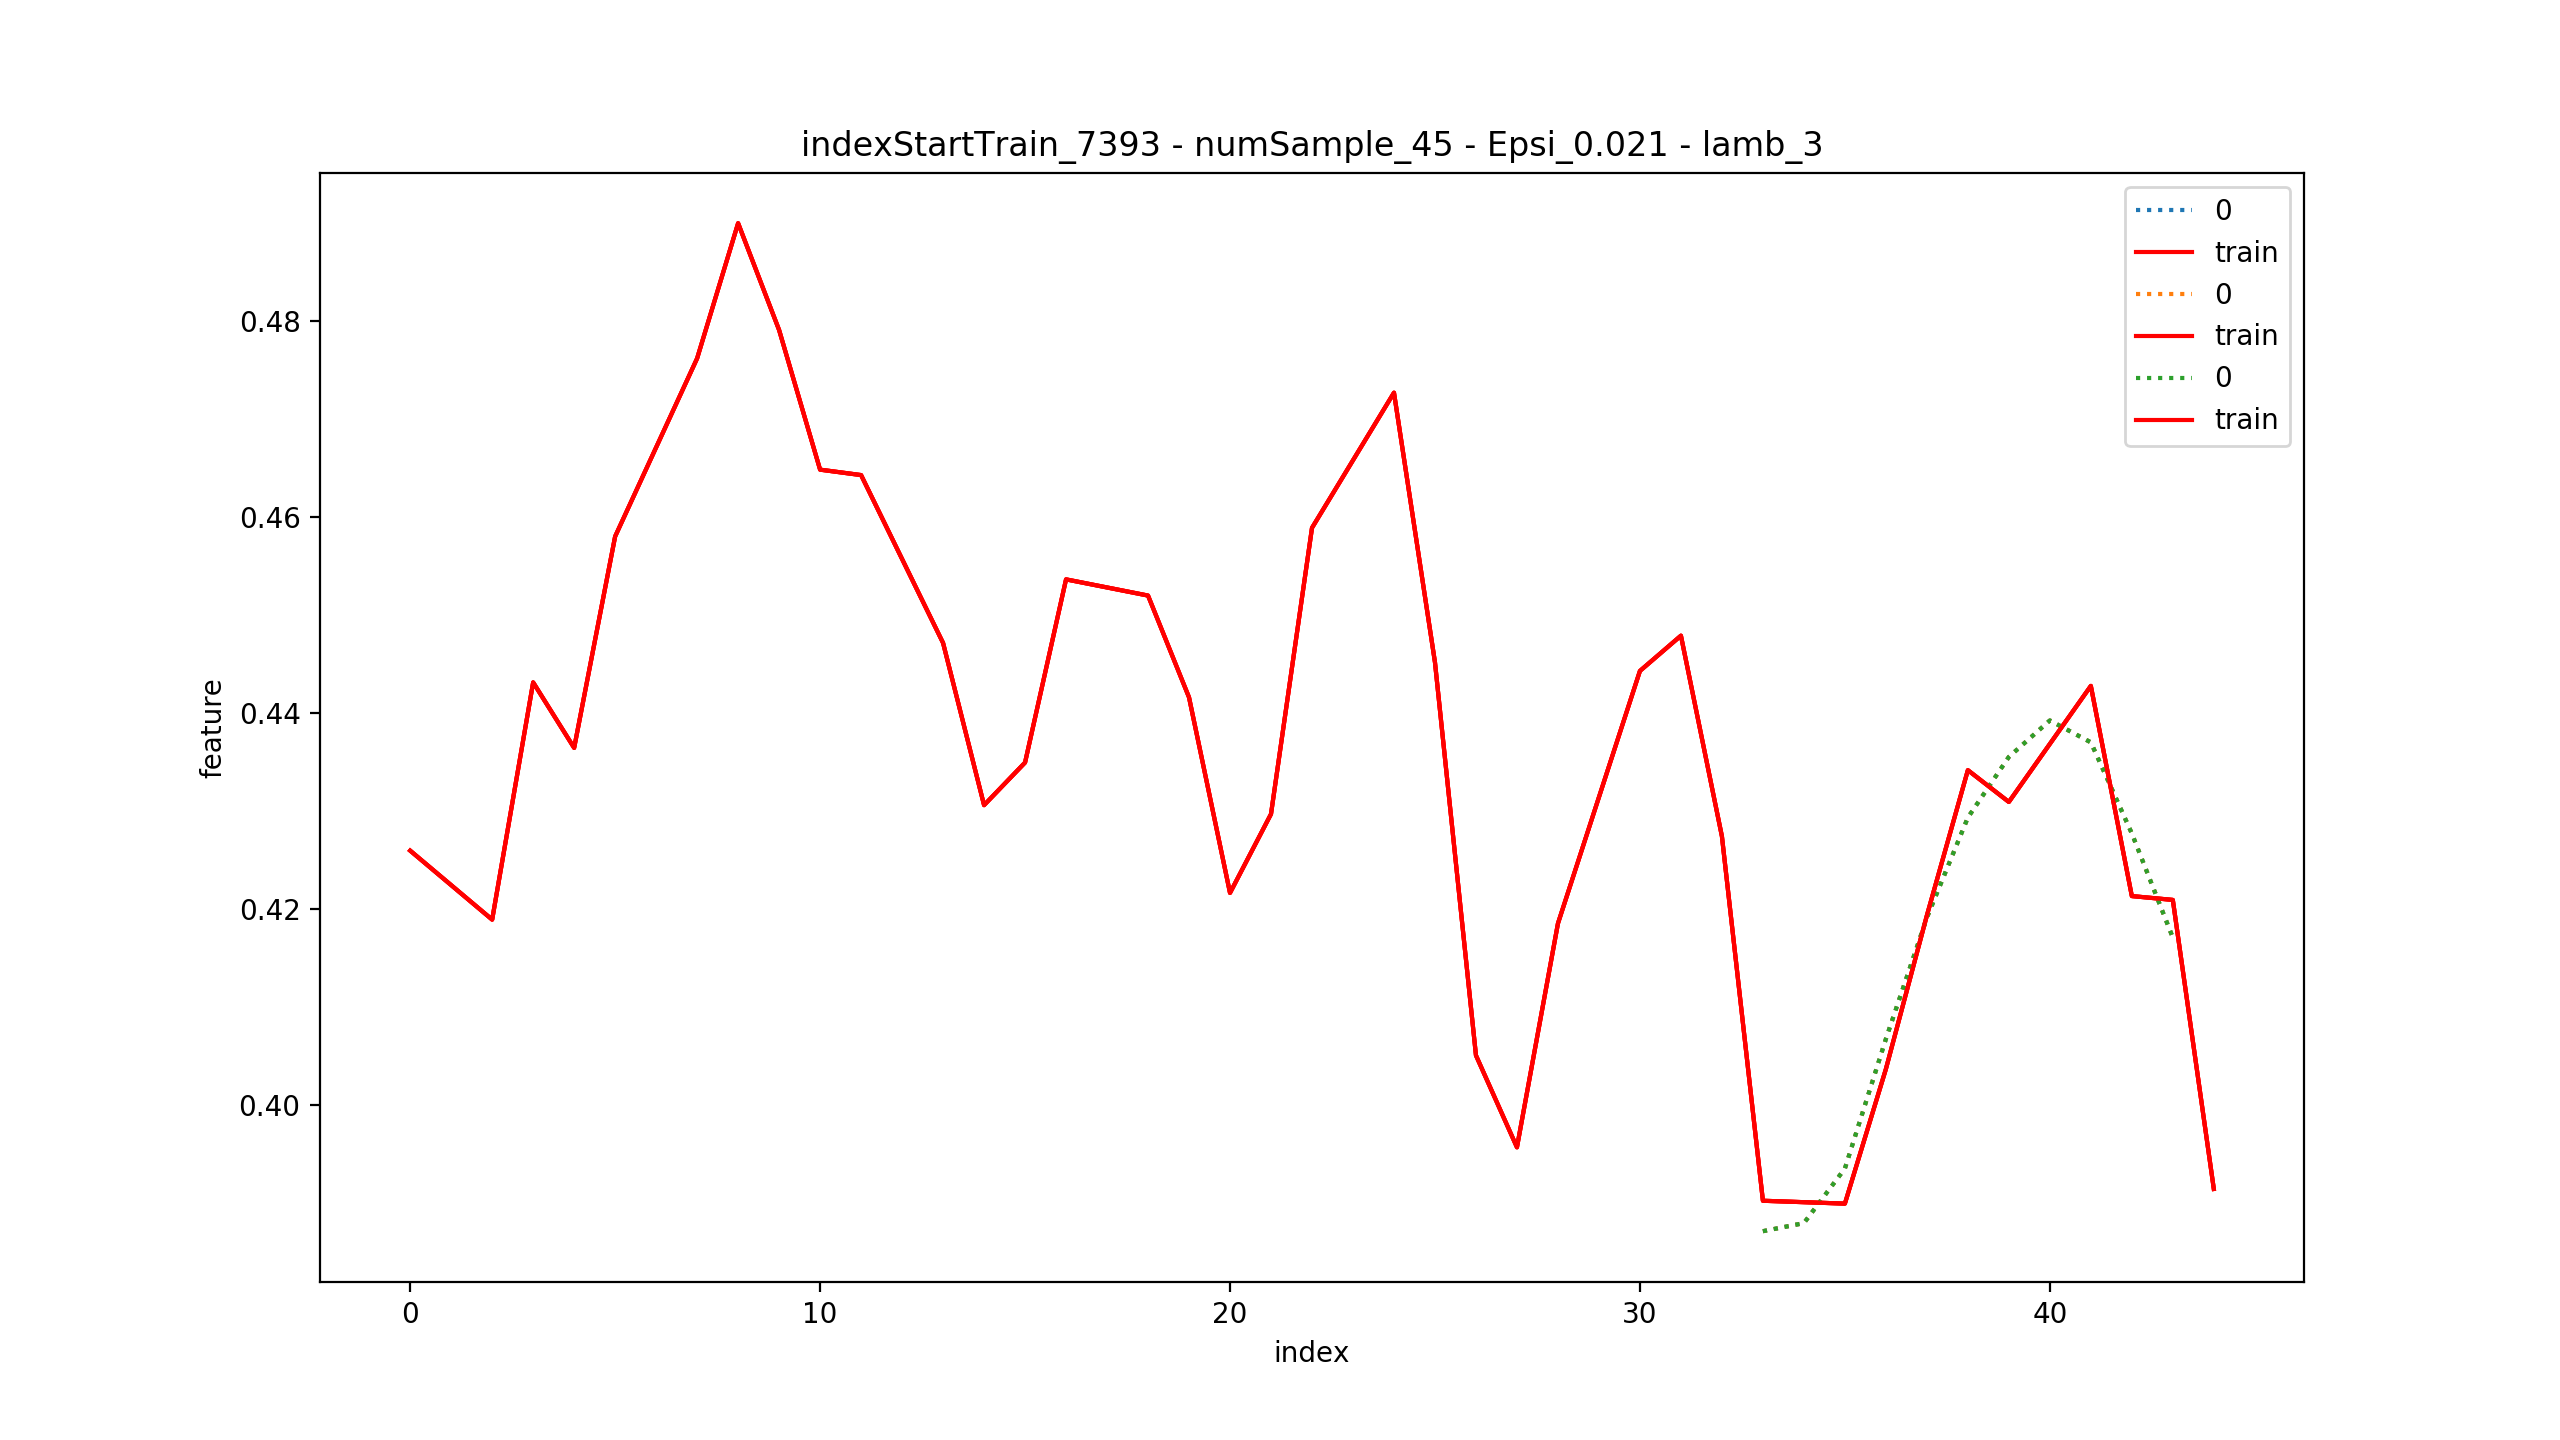 indexStartTrain_7393 - numSample_45 - Epsi_0.021 - lamb_3
0
train
0
train
0
train
0.48
0.46
0.44
0.42
0.40
feature
0 10 20 30 40
index